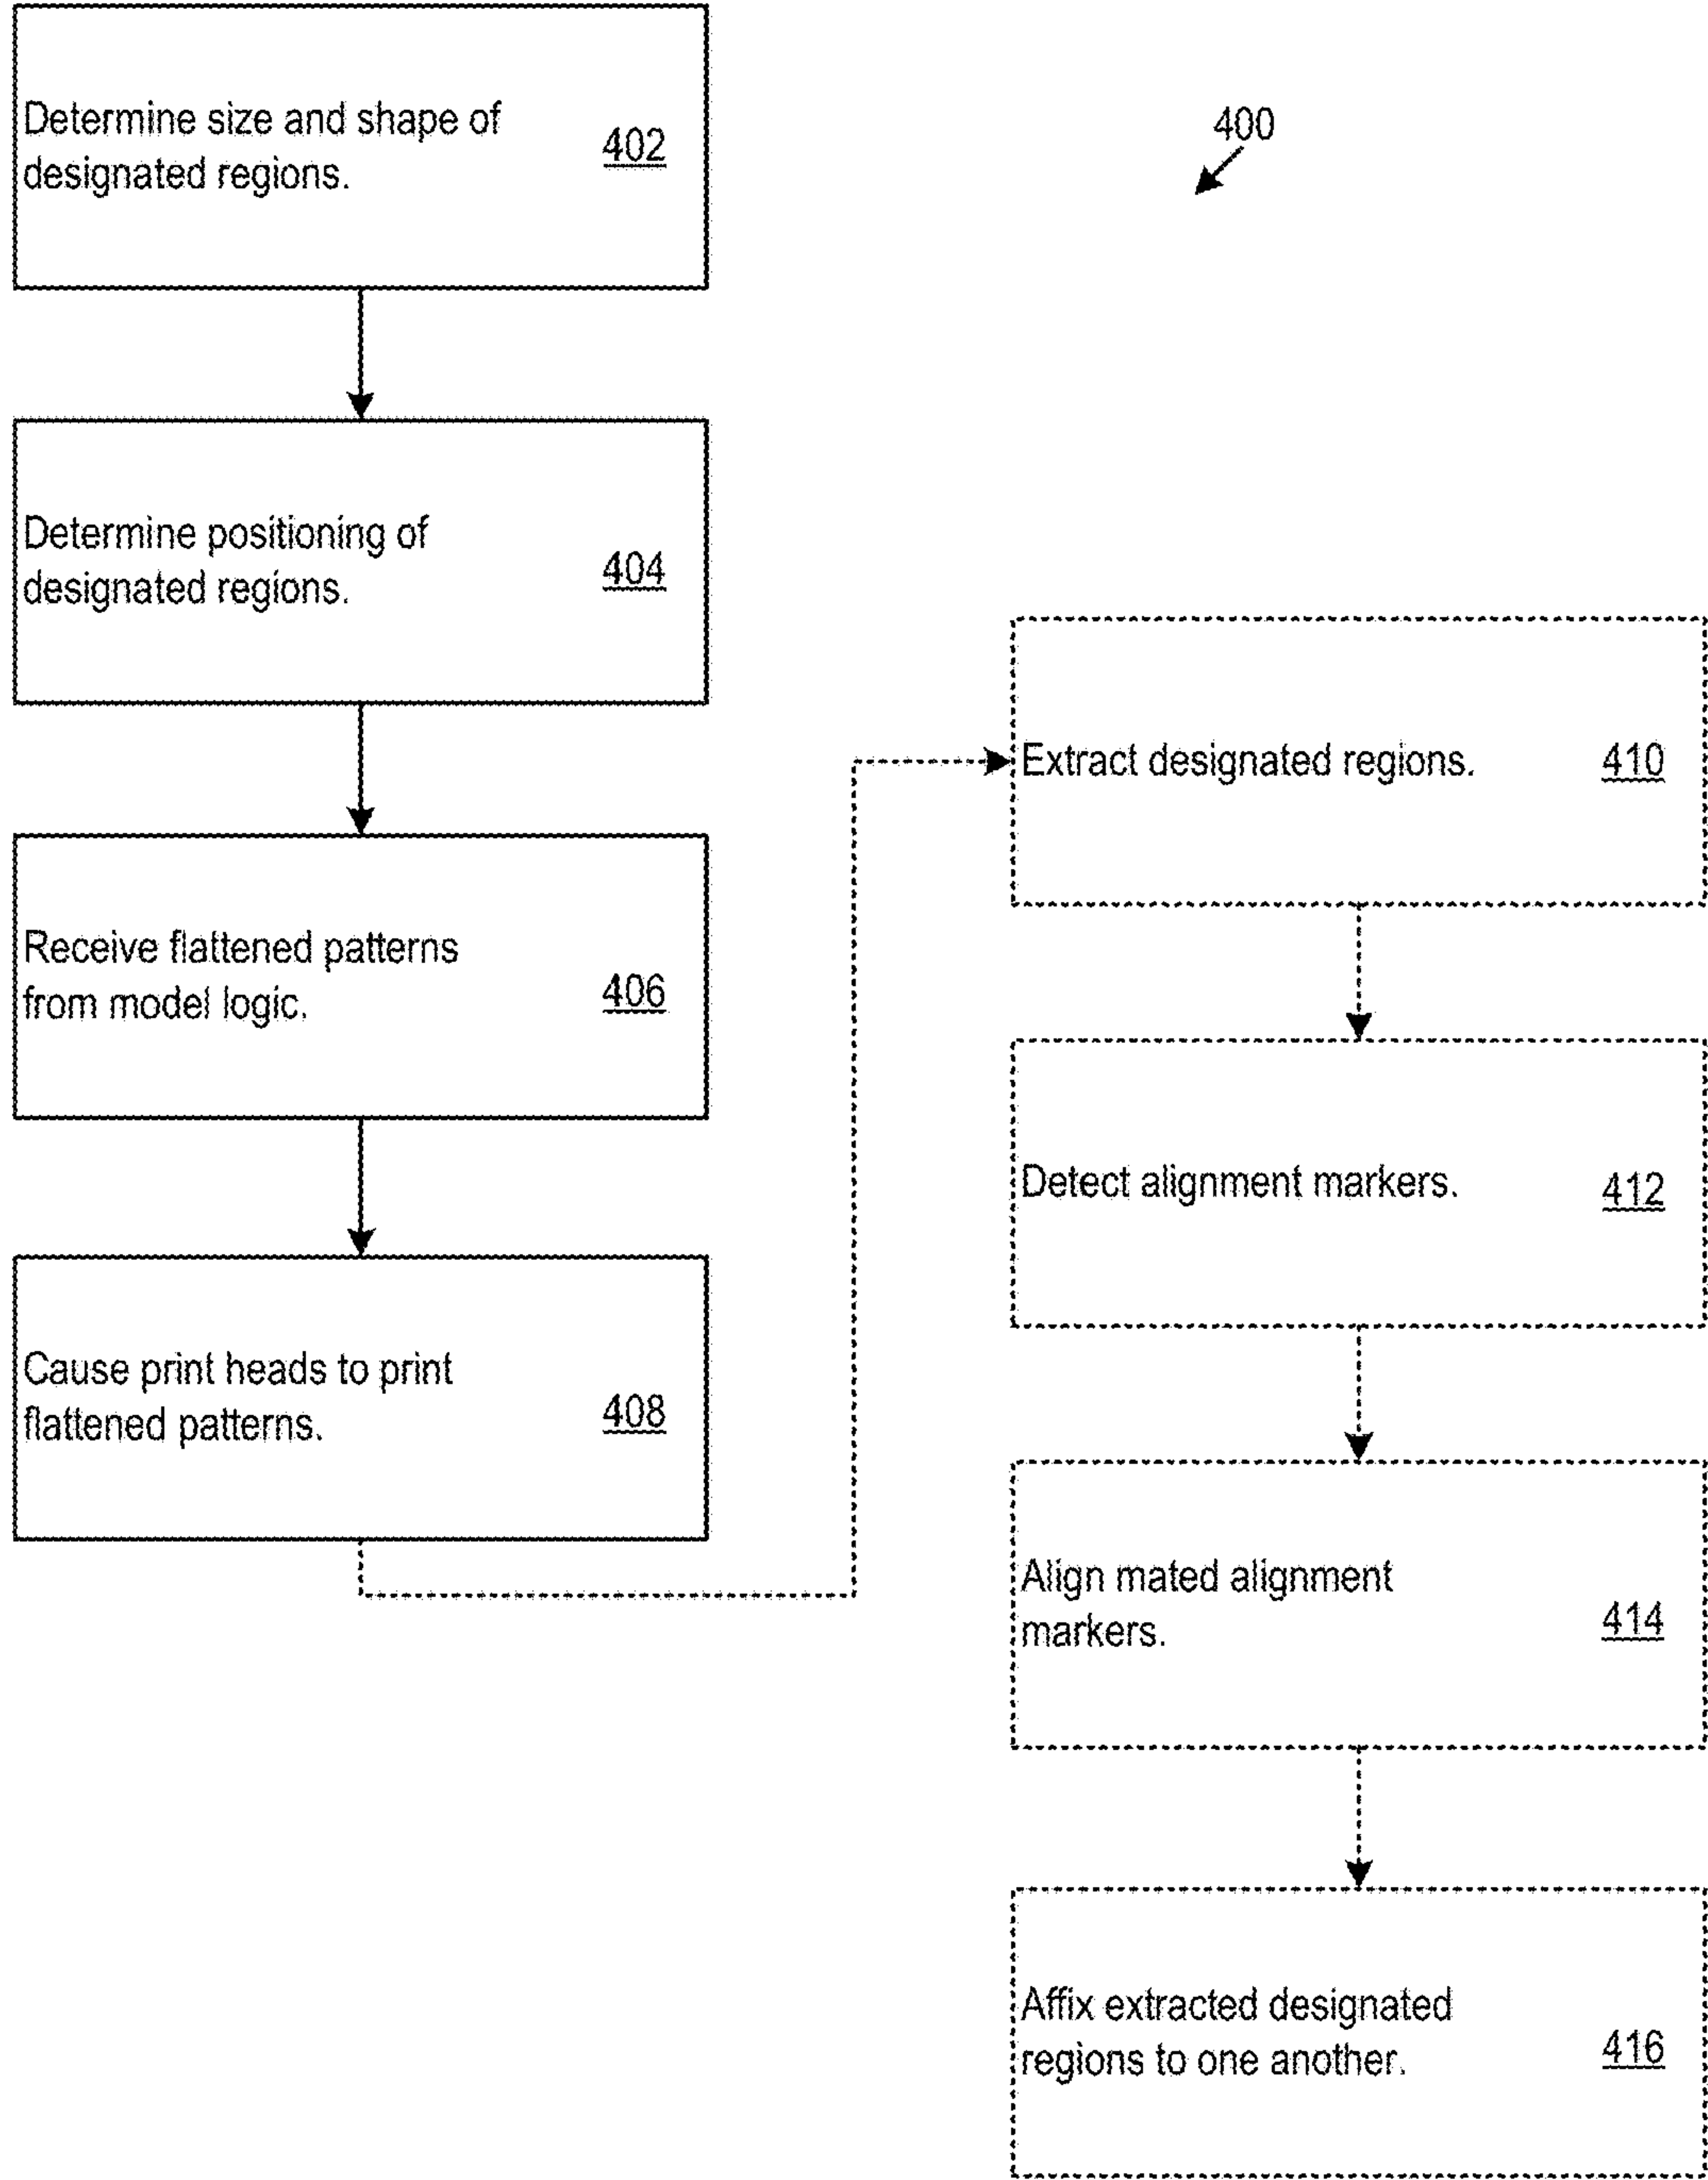 Determine size and shape of
designated regions.
402
400
Determine positioning of
designated regions.
404
Receive flattened patterns
from model logic.
406
Cause print heads to print
flattened patterns.
408
Extract designated regions.
410
Detect alignment markers.
412
Align mated alignment
markers.
414
Affix extracted designated
regions to one another.
416